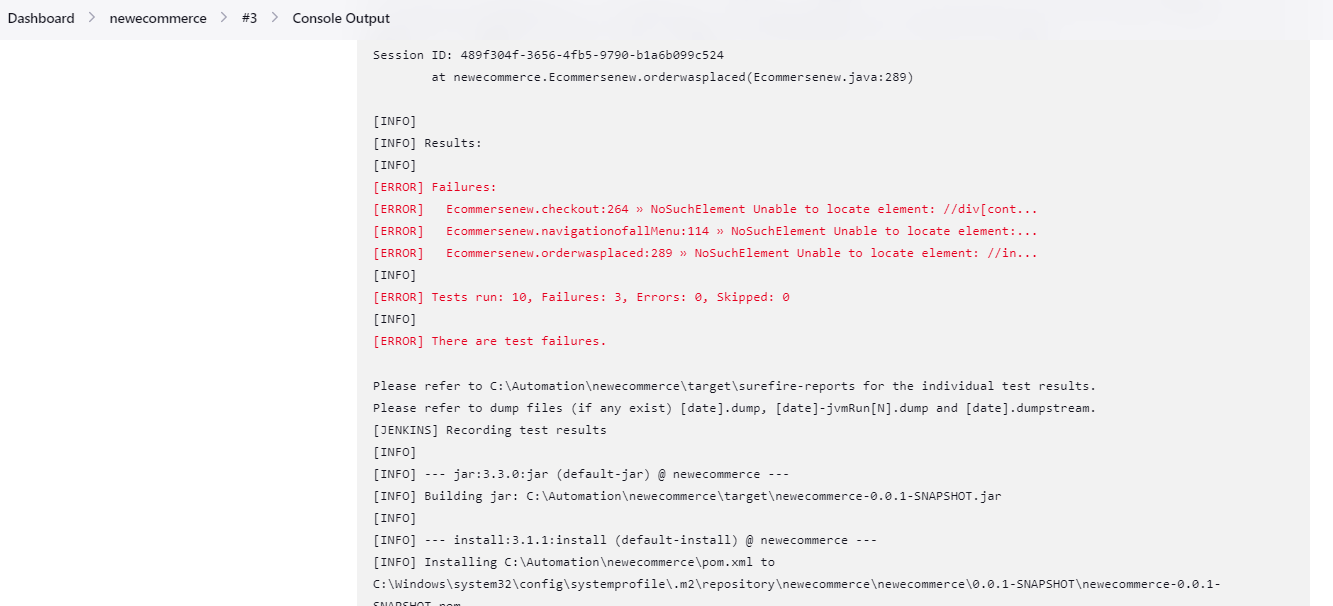 Dashboard > newecommerce > #3 > Console Output
Session ID: 489f304f-3656-4fb5-9790-b1a6b099c524
at newecommerce.Ecommersenew.orderwasplaced(Ecommersenew.java:289)
[INFO]
[INFO] Results:
[INFO]
[ERROR] Failures:
[ERROR]   Ecommersenew.checkout:264 » NoSuchElement Unable to locate element: //div[cont...
[ERROR]   Ecommersenew.navigationofallMenu:114 » NoSuchElement Unable to locate element:...
[ERROR]   Ecommersenew.orderwasplaced:289 » NoSuchElement Unable to locate element: //in...
[INFO]
[ERROR] Tests run: 10, Failures: 3, Errors: 0, Skipped: 0
[INFO]
[ERROR] There are test failures.
Please refer to C:\Automation\newecommerce\target\surefire-reports for the individual test results.
Please refer to dump files (if any exist) [date].dump, [date]-jvmRun[N].dump and [date].dumpstream.
[JENKINS] Recording test results
[INFO]
[INFO] --- jar:3.3.0:jar (default-jar) @ newecommerce ---
[INFO] Building jar: C:\Automation\newecommerce\target\newecommerce-0.0.1-SNAPSHOT.jar
[INFO]
[INFO] --- install:3.1.1:install (default-install) @ newecommerce ---
[INFO] Installing C:\Automation\newecommerce\pom.xml to
C:\Windows\system32\config\systemprofile\.m2\repository\newecommerce\newecommerce\0.0.1-SNAPSHOT\newecommerce-0.0.1-
SNAPSHOT.pom